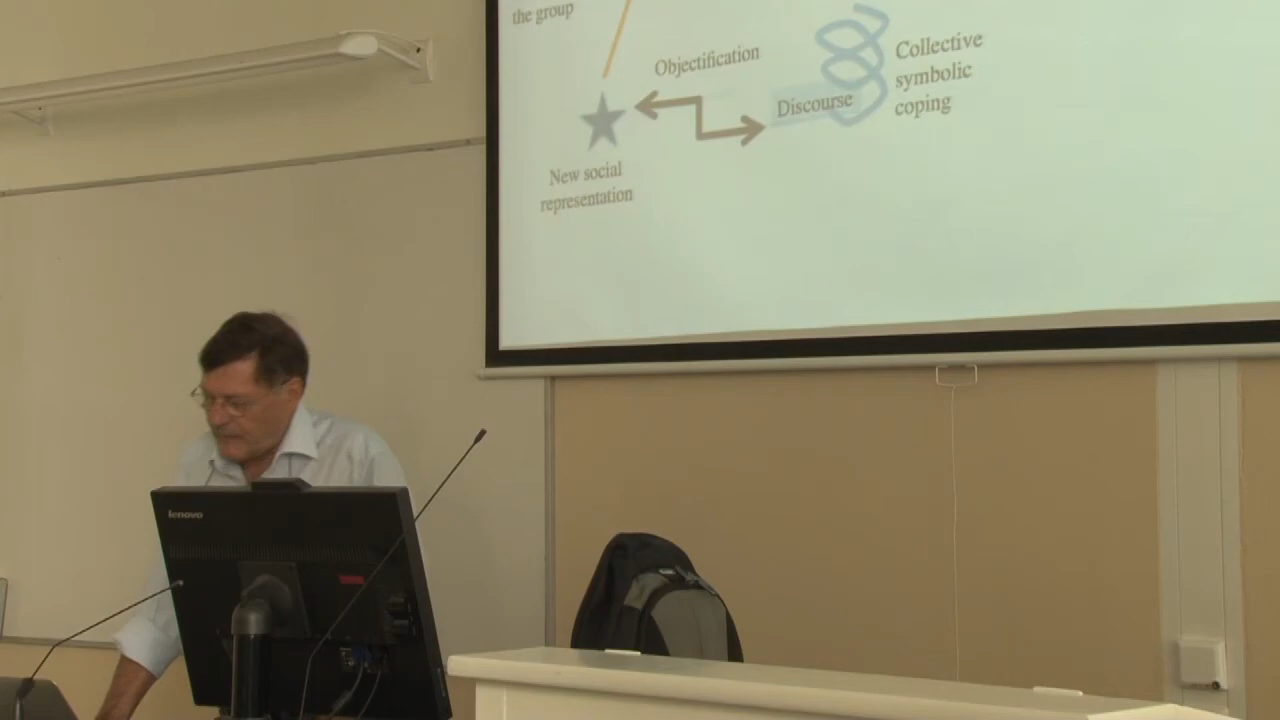 the group
Objectification
Collective
symbolic
coping
Discourse
New social
representation
lenovo